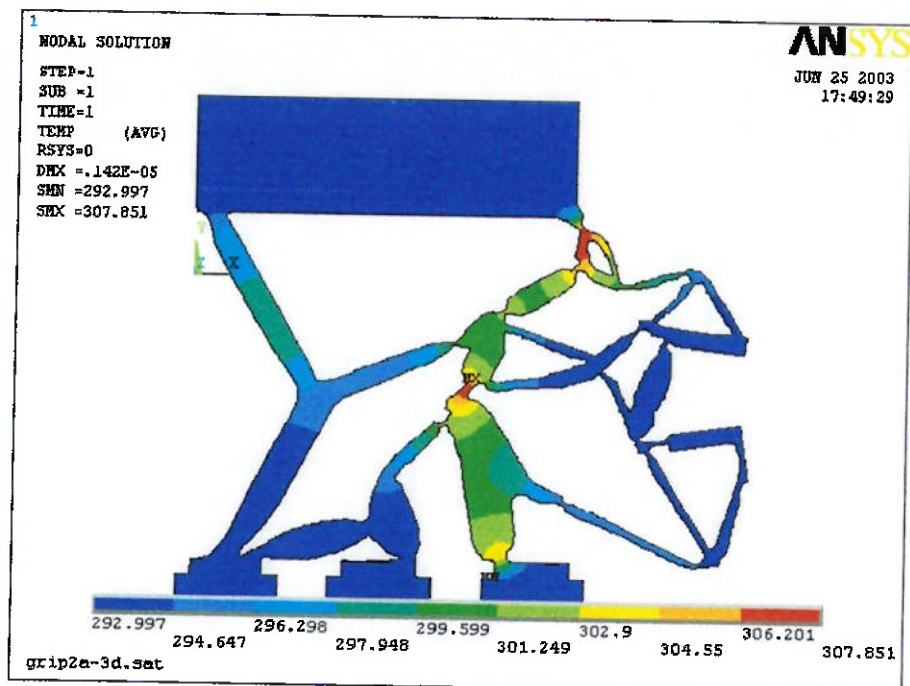 1
NODAL SOLUTION
STEP=1
SUB =1
TIME=1
TEMP (AVG)
RSYS=0
DMX =.142E-05
SMN =292.997
SMX =307.851
ANSYS
JUN 25 2003
17:49:29
Y
Z X
MX
MN
292.997 296.298 299.599 302.9 306.201
294.647 297.948 301.249 304.55 307.851
grip2a-3d.sat